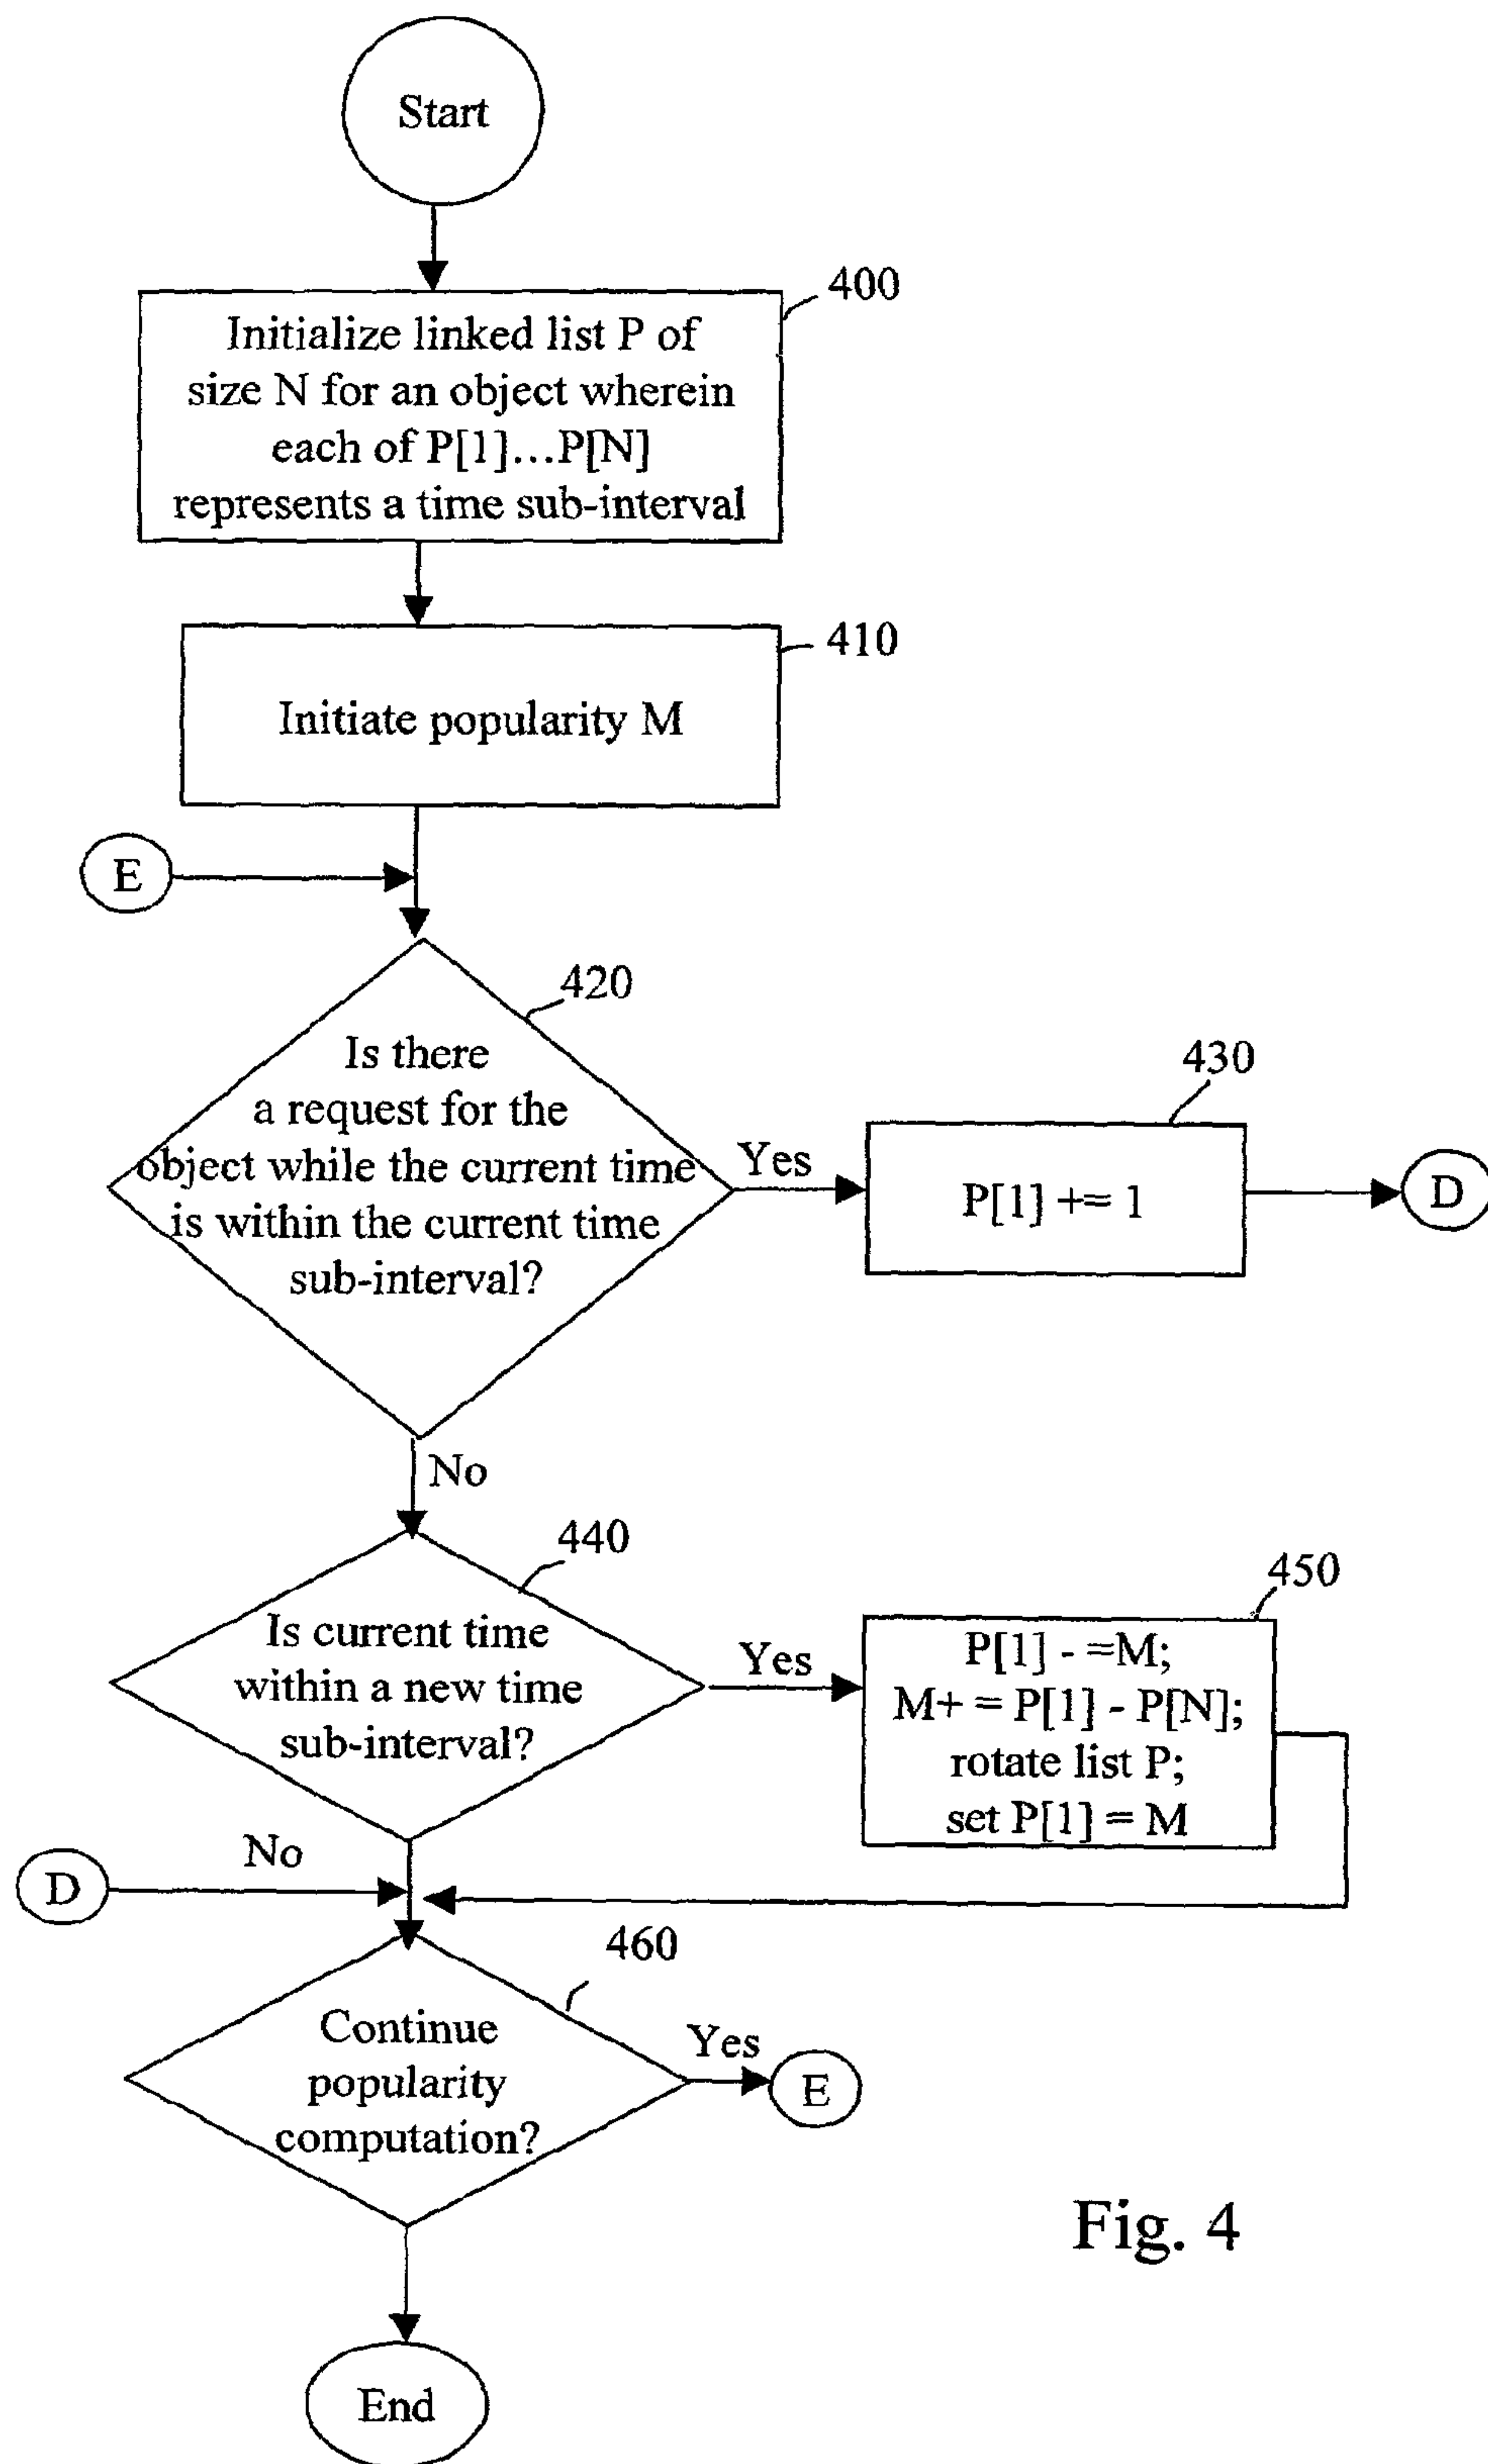 Start
400
Initialize linked list P of
size N for an object wherein
each of P[1]...P[N]
represents a time sub-interval
410
Initiate popularity M
E
420
Is there
a request for the
object while the current time
is within the current time
sub-interval?
Yes
430
P[1] += 1
D
No
440
Is current time
within a new time
sub-interval?
Yes
450
P[1] - =M;
M+ = P[1] - P[N];
rotate list P;
set P[1] = M
No
D
460
Continue
popularity
computation?
Yes
E
Fig. 4
End